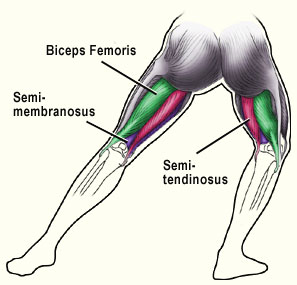 Biceps Femoris
Semi-
membranosus
Semi-
tendinosus